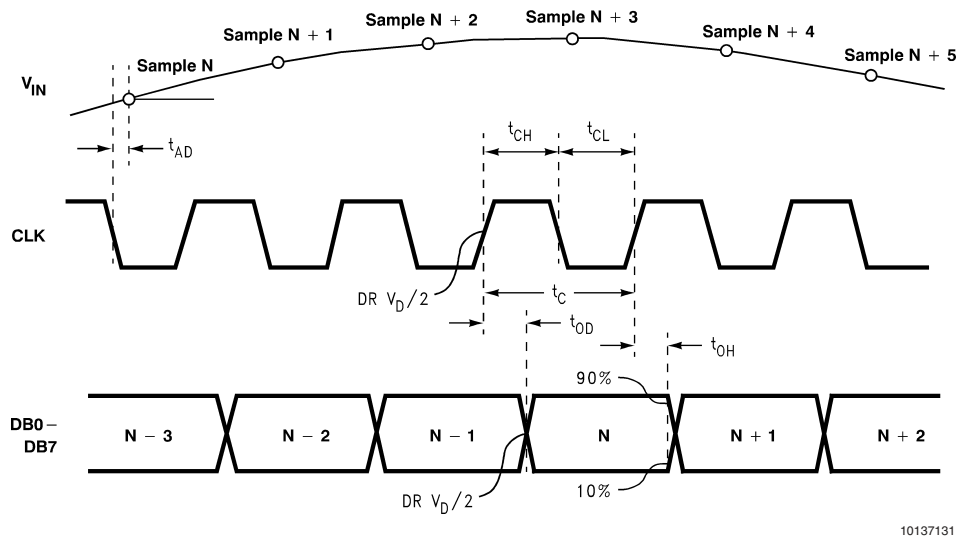 Sample N
Sample N + 1
Sample N + 2
Sample N + 3
Sample N + 4
Sample N + 5
VIN
tAD
tCH
tCL
CLK
DR VD/2
tC
tOD
tOH
90%
DB0–
DB7
N – 3
N – 2
N – 1
N
N + 1
N + 2
DR VD/2
10%
10137131